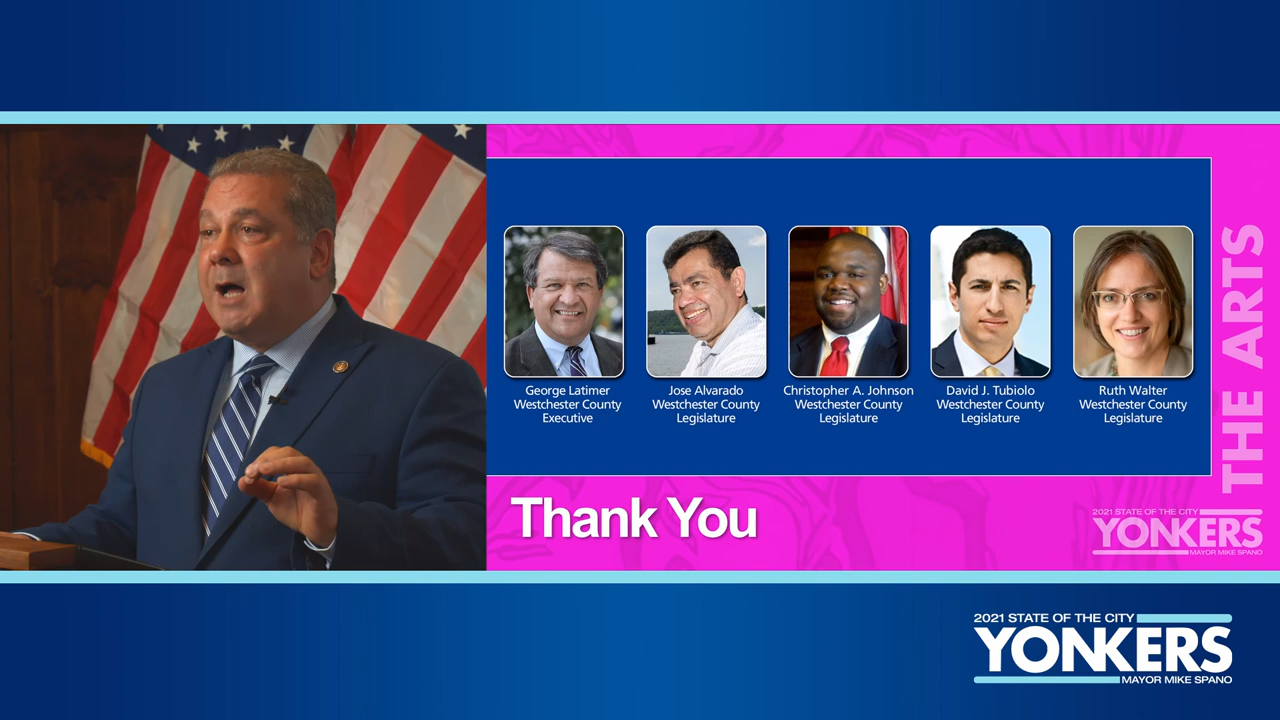 George Latimer
Westchester County
Executive
Jose Alvarado
Westchester County
Legislature
Christopher A. Johnson
Westchester County
Legislature
David J. Tubiolo
Westchester County
Legislature
Ruth Walter
Westchester County
Legislature
Thank You
THE ARTS
2021 STATE OF THE CITY
YONKERS
MAYOR MIKE SPANO
2021 STATE OF THE CITY
YONKERS
MAYOR MIKE SPANO